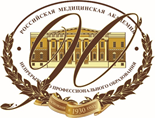 РОССИЙСКАЯ МЕДИЦИНСКАЯ АКАДЕМИЯ
НЕПРЕРЫВНОГО ПРОФЕССИОНАЛЬНОГО ОБРАЗОВАНИЯ
1930